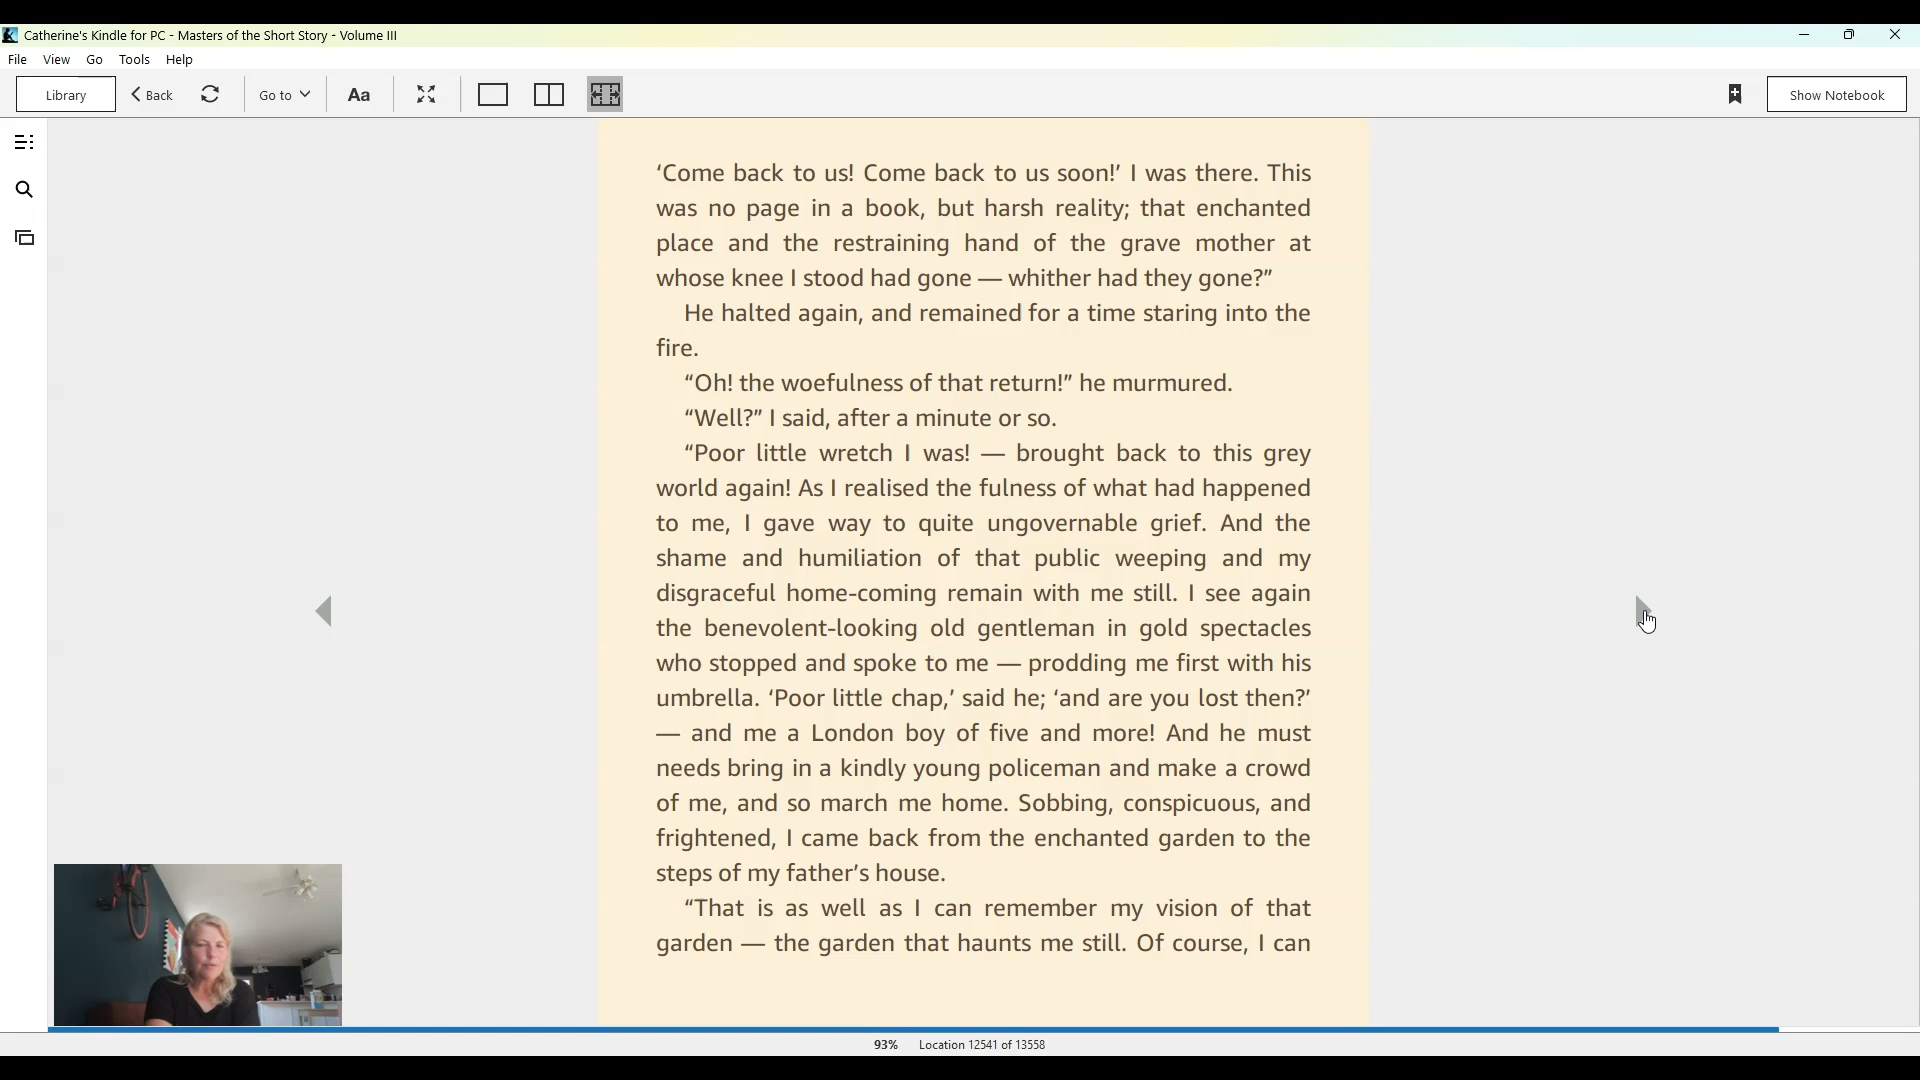 Catherine's Kindle for PC - Masters of the Short Story - Volume III
File View Go Tools Help
Library Back Go to Aa Show Notebook
‘Come back to us! Come back to us soon!’ I was there. This
was no page in a book, but harsh reality; that enchanted
place and the restraining hand of the grave mother at
whose knee I stood had gone — whither had they gone?”
He halted again, and remained for a time staring into the
fire.
“Oh! the woefulness of that return!” he murmured.
“Well?” I said, after a minute or so.
“Poor little wretch I was! — brought back to this grey
world again! As I realised the fulness of what had happened
to me, I gave way to quite ungovernable grief. And the
shame and humiliation of that public weeping and my
disgraceful home-coming remain with me still. I see again
the benevolent-looking old gentleman in gold spectacles
who stopped and spoke to me — prodding me first with his
umbrella. ‘Poor little chap,’ said he; ‘and are you lost then?’
— and me a London boy of five and more! And he must
needs bring in a kindly young policeman and make a crowd
of me, and so march me home. Sobbing, conspicuous, and
frightened, I came back from the enchanted garden to the
steps of my father’s house.
“That is as well as I can remember my vision of that
garden — the garden that haunts me still. Of course, I can
93% Location 12541 of 13558